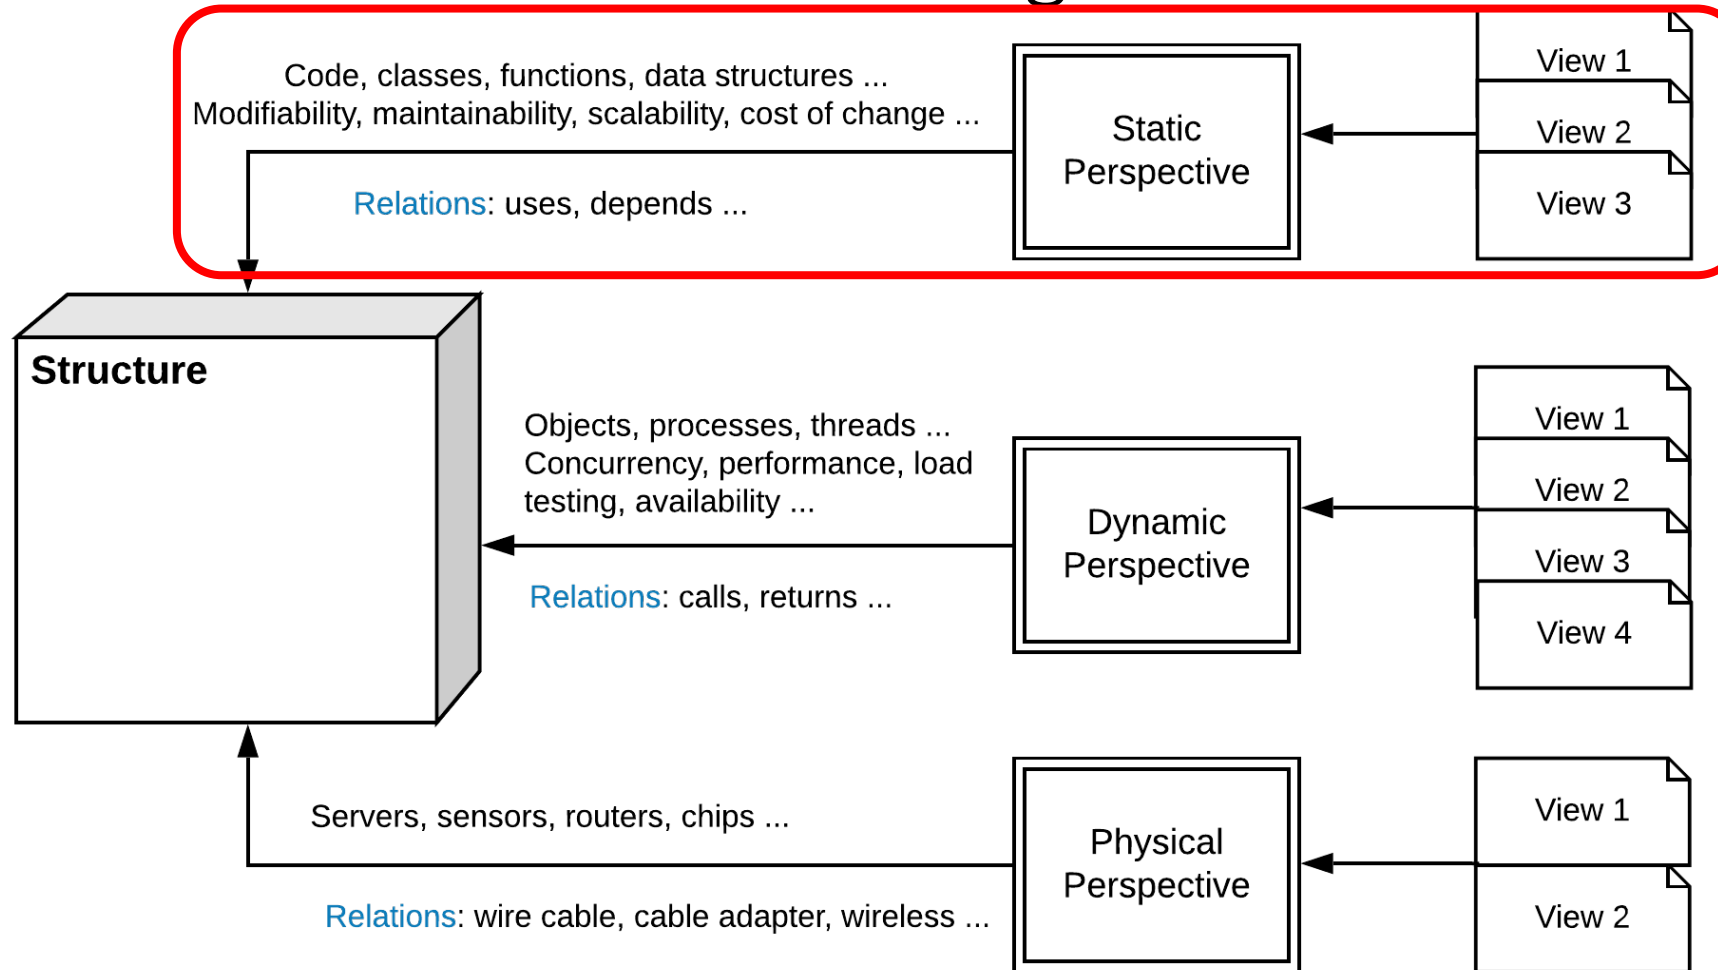 Code, classes, functions, data structures ...
Modifiability, maintainability, scalability, cost of change ...
Relations: uses, depends ...
Static
Perspective
View 1
View 2
View 3
Structure
Objects, processes, threads ...
Concurrency, performance, load
testing, availability ...
Relations: calls, returns ...
Dynamic
Perspective
View 1
View 2
View 3
View 4
Servers, sensors, routers, chips ...
Relations: wire cable, cable adapter, wireless ...
Physical
Perspective
View 1
View 2